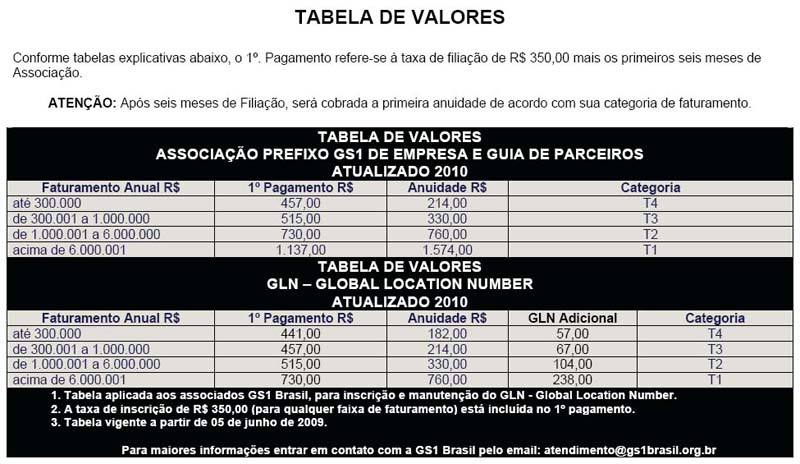 TABELA DE VALORES
Conforme tabelas explicativas abaixo, o 1º. Pagamento refere-se à taxa de filiação de R$ 350,00 mais os primeiros seis meses de
Associação.
ATENÇÃO: Após seis meses de Filiação, será cobrada a primeira anuidade de acordo com sua categoria de faturamento.
TABELA DE VALORES
ASSOCIAÇÃO PREFIXO GS1 DE EMPRESA E GUIA DE PARCEIROS
ATUALIZADO 2010
Faturamento Anual R$ 1º Pagamento R$ Anuidade R$ Categoria
até 300.000 457,00 214,00 T4
de 300.001 a 1.000.000 515,00 330,00 T3
de 1.000.001 a 6.000.000 730,00 760,00 T2
acima de 6.000.001 1.137,00 1.574,00 T1
TABELA DE VALORES
GLN – GLOBAL LOCATION NUMBER
ATUALIZADO 2010
Faturamento Anual R$ 1º Pagamento R$ Anuidade R$ GLN Adicional Categoria
até 300.000 441,00 182,00 57,00 T4
de 300.001 a 1.000.000 457,00 214,00 67,00 T3
de 1.000.001 a 6.000.000 515,00 330,00 104,00 T2
acima de 6.000.001 730,00 760,00 238,00 T1
1. Tabela aplicada aos associados GS1 Brasil, para inscrição e manutenção do GLN - Global Location Number.
2. A taxa de inscrição de R$ 350,00 (para qualquer faixa de faturamento) está incluída no 1º pagamento.
3. Tabela vigente a partir de 05 de junho de 2009.
Para maiores informações entrar em contato com a GS1 Brasil pelo email: atendimento@gs1brasil.org.br